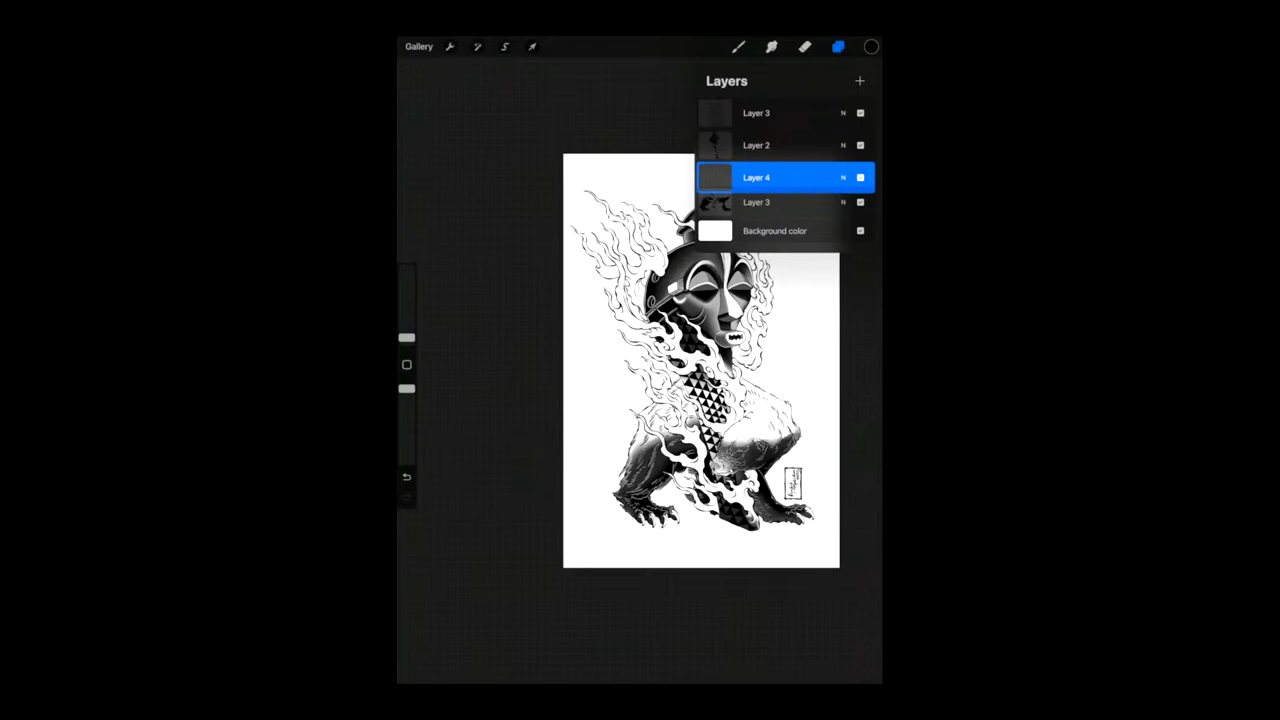 Gallery
Layers
Layer 3 N
Layer 2 N
Layer 4 N
Layer 3 N
Background color